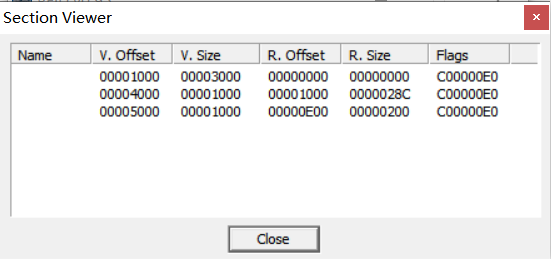 Section Viewer
Name V. Offset V. Size R. Offset R. Size Flags
00001000 00003000 00000000 00000000 C00000E0
00004000 00001000 00001000 0000028C C00000E0
00005000 00001000 00000E00 00000200 C00000E0
Close